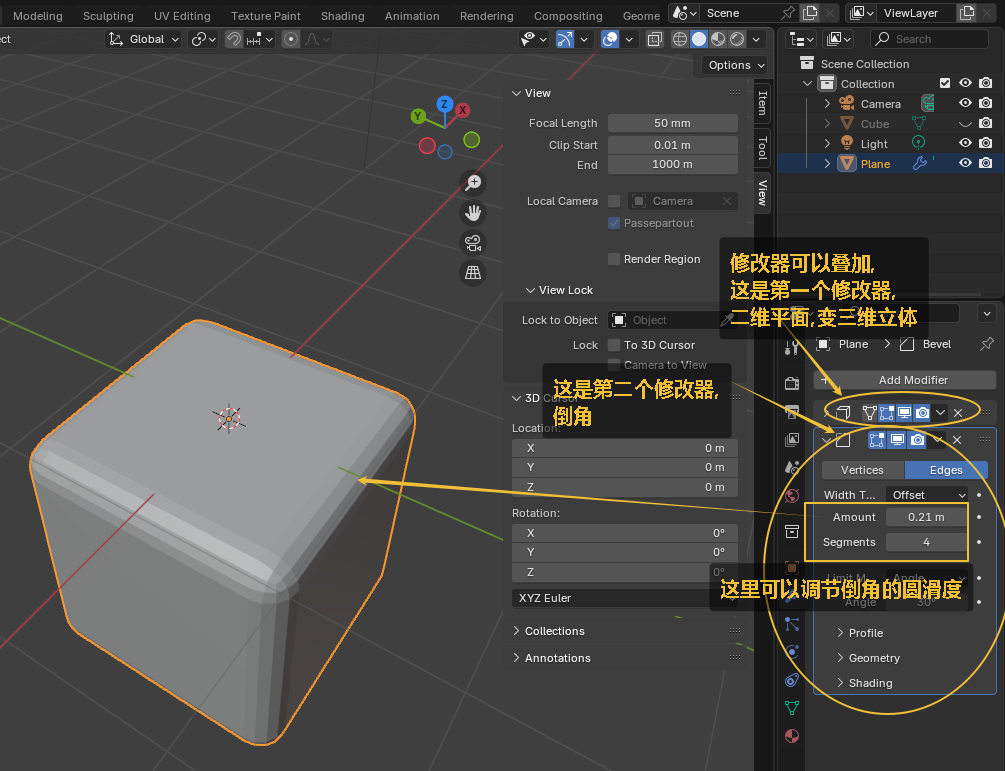 Modeling Sculpting UV Editing Texture Paint Shading Animation Rendering Compositing Geome Scene ViewLayer
ect Global
Search
Options
Scene Collection
Collection
Camera
Cube
Light
Plane
Z
Y
X
View
Focal Length 50 mm
Clip Start 0.01 m
End 1000 m
Local Camera Camera
Passepartout
Render Region
View Lock
Lock to Object Object
Lock To 3D Cursor
Camera to View
3D Cursor
Location:
X 0 m
Y 0 m
Z 0 m
Rotation:
X 0°
Y 0°
Z 0°
XYZ Euler
Collections
Annotations
Item
Tool
View
修改器可以叠加,
这是第一个修改器,
二维平面,变三维立体
Plane Bevel
Add Modifier
这是第二个修改器,
倒角
Vertices Edges
Width T... Offset
Amount 0.21 m
Segments 4
Limit M... Angle
这里可以调节倒角的圆滑度
Angle 30°
Profile
Geometry
Shading